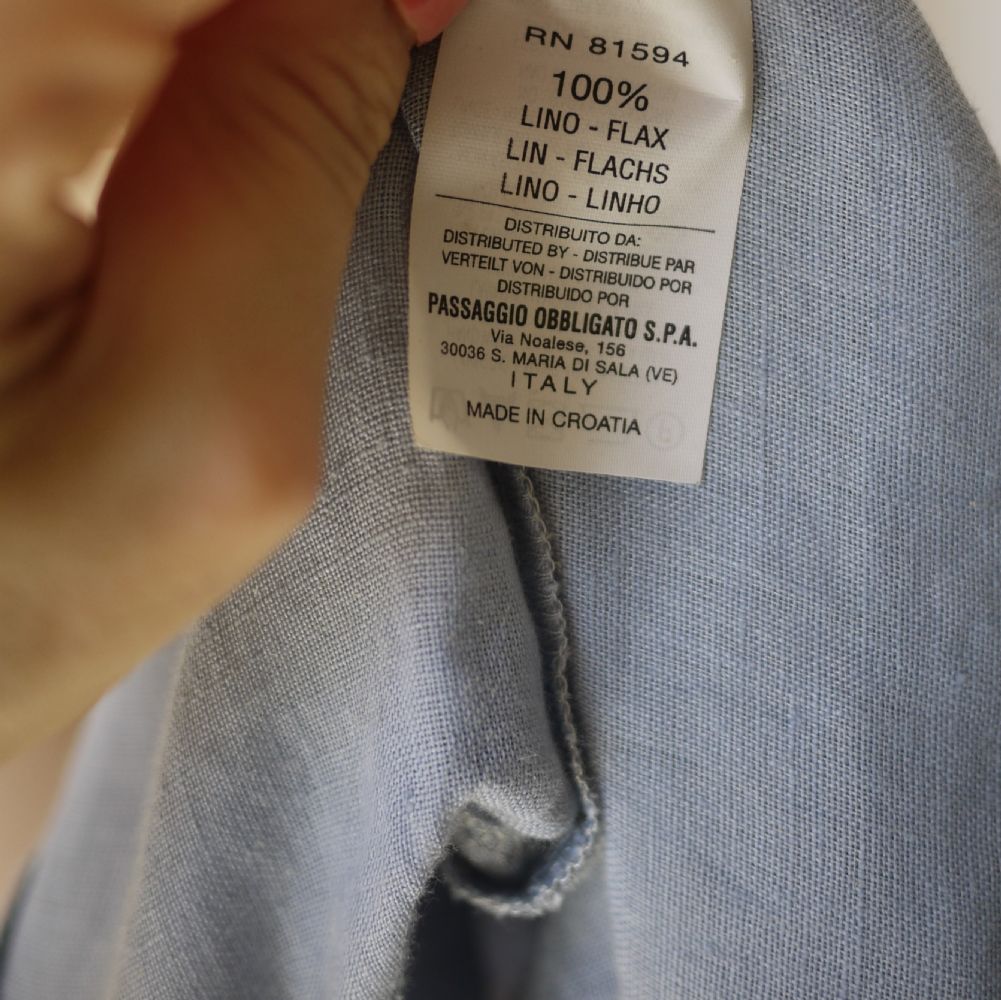 RN 81594
100%
LINO - FLAX
LIN - FLACHS
LINO - LINHO
DISTRIBUITO DA:
DISTRIBUTED BY - DISTRIBUE PAR
VERTEILT VON - DISTRIBUIDO POR
DISTRIBUIDO POR
PASSAGGIO OBBLIGATO S.P.A.
Via Noalese, 156
30036 S. MARIA DI SALA (VE)
ITALY
MADE IN CROATIA